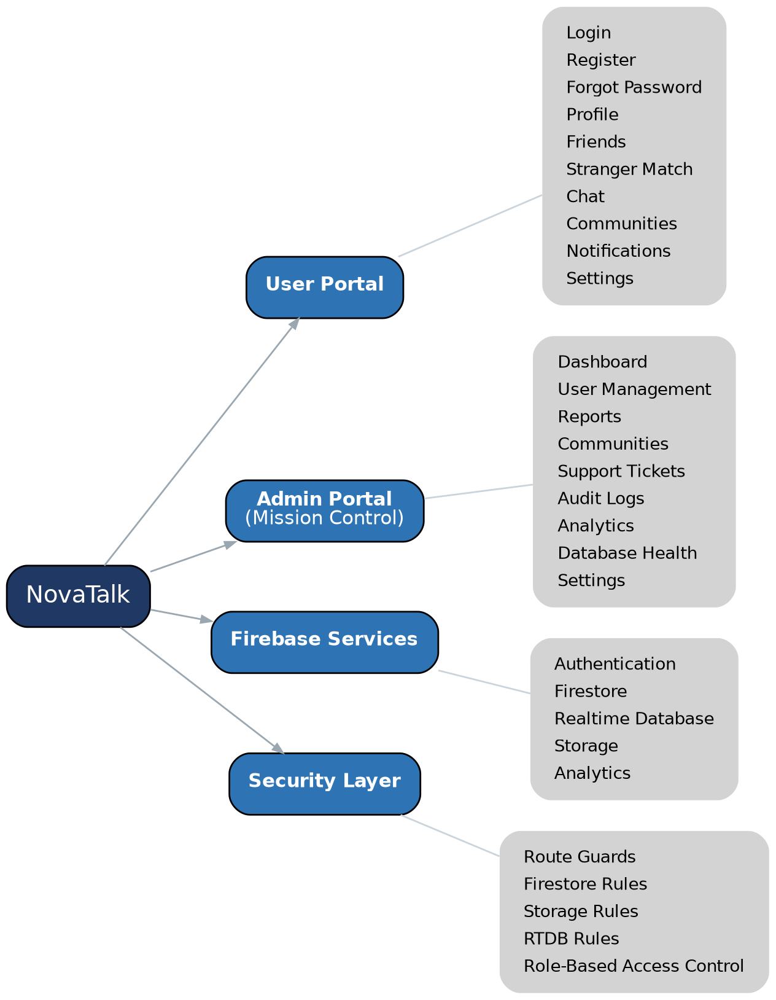 NovaTalk
User Portal
Login
Register
Forgot Password
Profile
Friends
Stranger Match
Chat
Communities
Notifications
Settings
Admin Portal
(Mission Control)
Dashboard
User Management
Reports
Communities
Support Tickets
Audit Logs
Analytics
Database Health
Settings
Firebase Services
Authentication
Firestore
Realtime Database
Storage
Analytics
Security Layer
Route Guards
Firestore Rules
Storage Rules
RTDB Rules
Role-Based Access Control